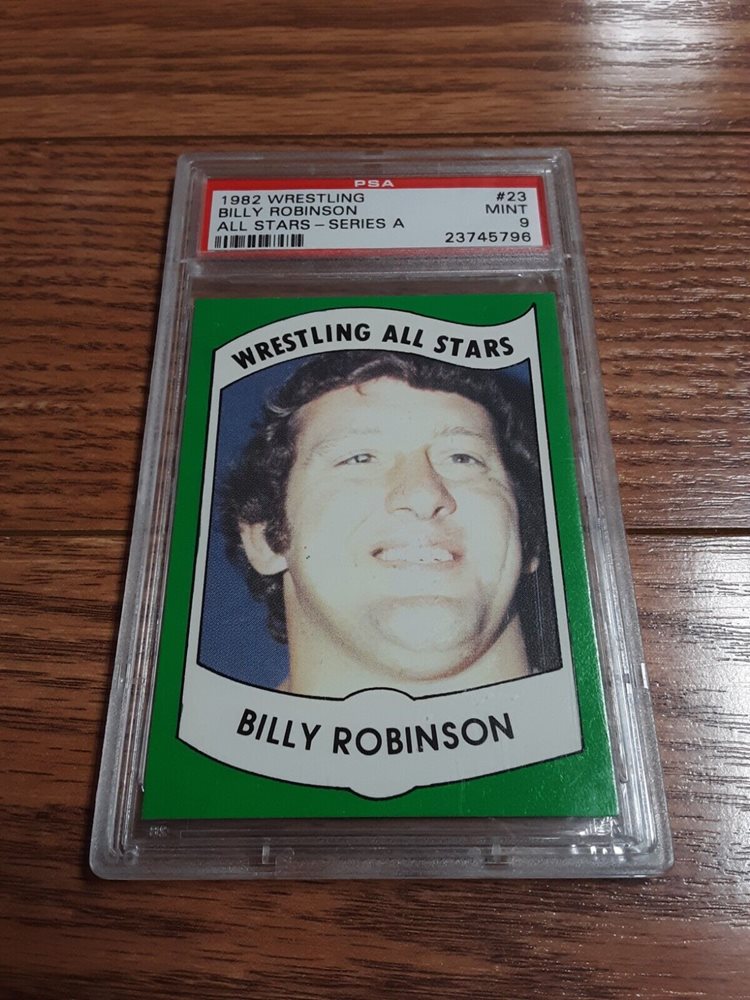 PSA
1982 WRESTLING #23
BILLY ROBINSON MINT
ALL STARS - SERIES A 9
23745796
WRESTLING ALL STARS
BILLY ROBINSON